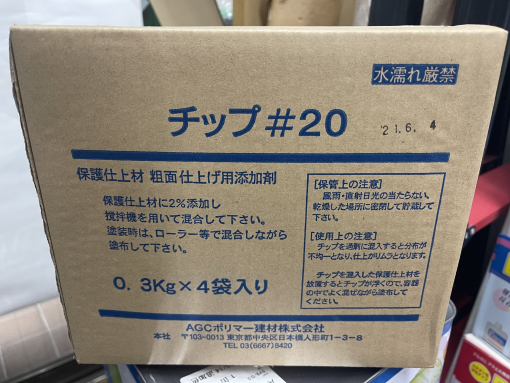 水濡れ厳禁
チップ#20
21.6.4
保護仕上材 粗面仕上げ用添加剤
保護仕上材に2%添加し
撹拌機を用いて混合して下さい。
塗装時は、ローラー等で混合しながら
塗布して下さい。
0.3Kg×4袋入り
【保管上の注意】
風雨・直射日光の当たらない、
乾燥した場所に密閉して貯蔵して
下さい。
【使用上の注意】
チップを過剰に混入すると分布が
不均一となり、仕上がりムラとなります。
チップを混入した保護仕上材を
放置するとチップが浮くので、容器
の中でよく混ぜながら塗布して
ください。
AGCポリマー建材株式会社
本社 〒103-0013 東京都中央区日本橋人形町1-3-8
TEL 03(6667)8420